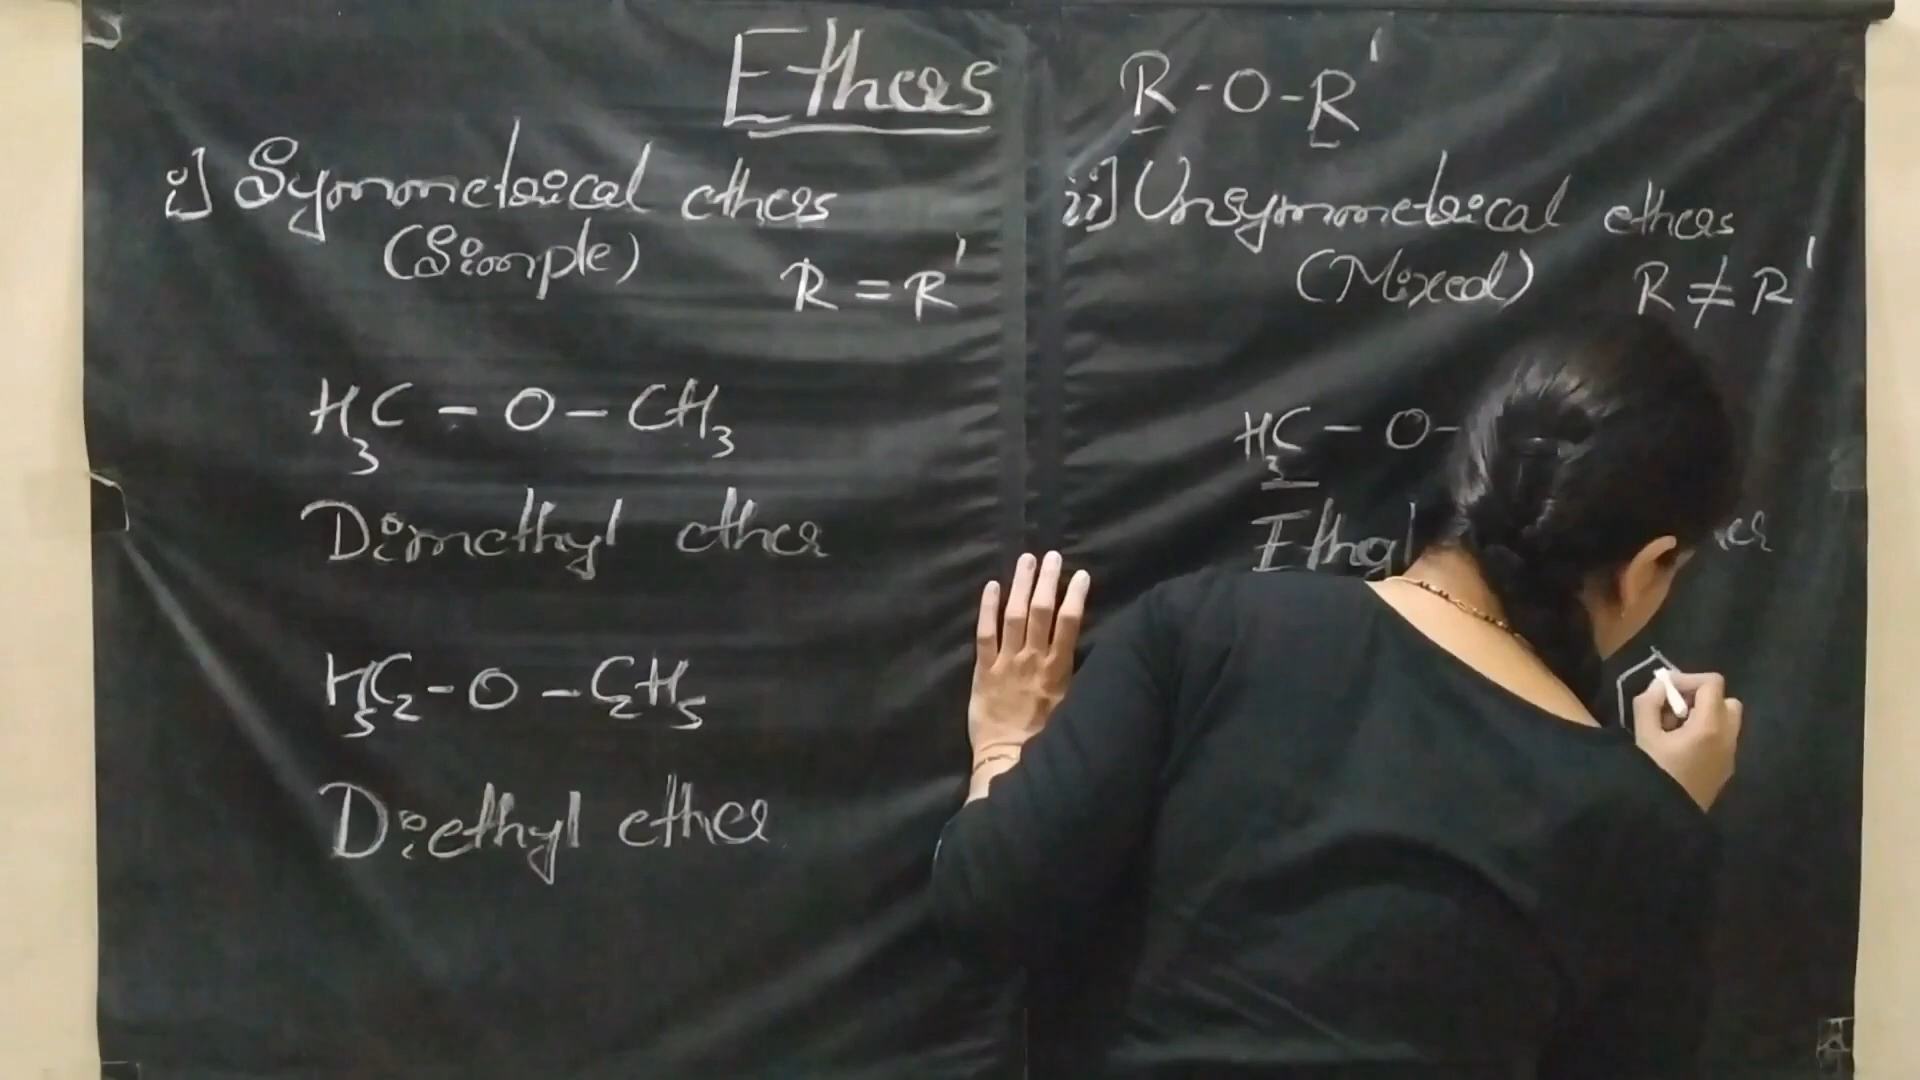 Ethers R-O-R'
i] Symmetrical ethers
(Simple) R = R'
H₃C - O - CH₃
Dimethyl ether
H₅C₂ - O - C₂H₅
Diethyl ether
ii] Unsymmetrical ethers
(Mixed) R ≠ R'
H₃C - O -
Ethyl